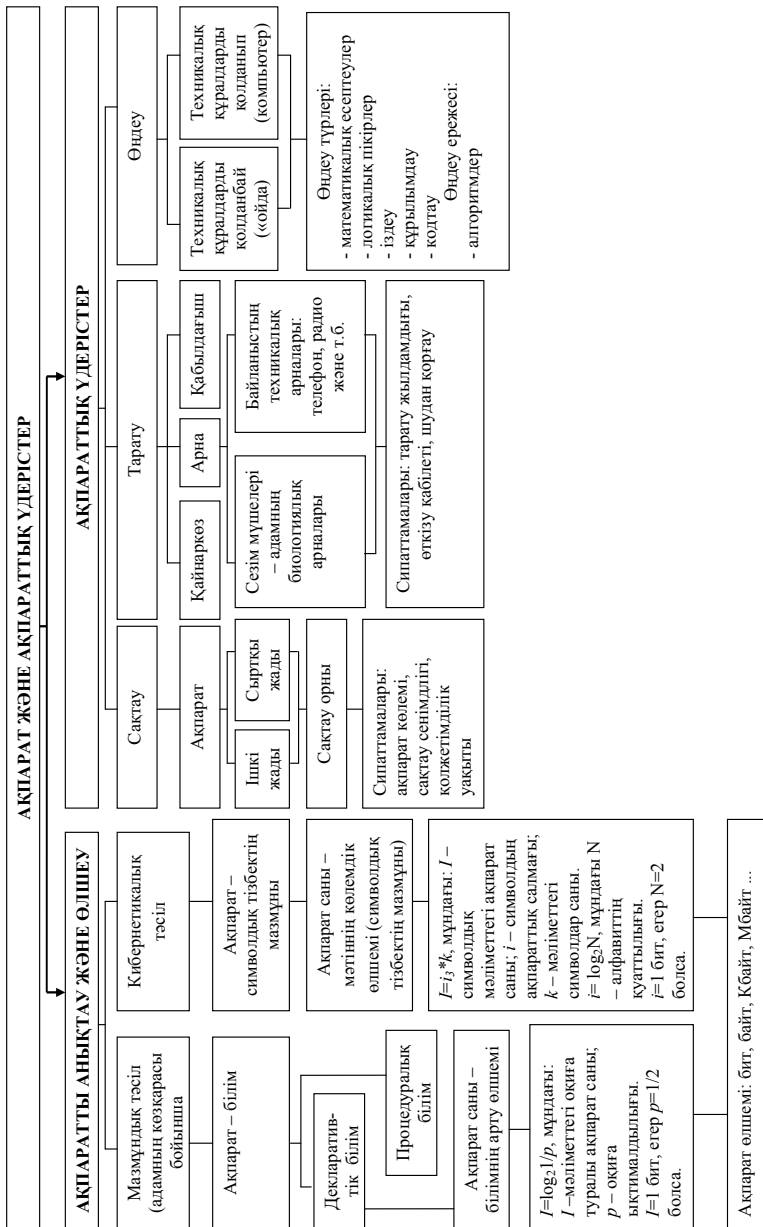 АҚПАРАТ ЖӘНЕ АҚПАРАТТЫҚ ҮДЕРІСТЕР
АҚПАРАТТЫ АНЫҚТАУ ЖӘНЕ ӨЛШЕУ
Мазмұндық тәсіл
(адамның көзқарасы
бойынша
Ақпарат – білім
Декларатив-
тік білім
Процедуралық
білім
Ақпарат саны –
білімнің арту өлшемі
I=log₂1/p, мұндағы:
I –мәліметтегі оқиға
туралы ақпарат саны;
p – оқиға
ықтималдылығы.
I=1 бит, егер p=1/2
болса.
Кибернетикалық
тәсіл
Ақпарат –
символдық тізбектің
мазмұны
Ақпарат саны –
мәтіннің көлемдік
өлшемі (символдық
тізбектің мазмұны)
I=i₃*k, мұндағы: I –
символдық
мәліметтегі ақпарат
саны; i – символдың
ақпараттық салмағы;
k – мәліметтегі
символдар саны.
i= log₂N, мұндағы N
– алфавиттің
қуаттылығы.
i=1 бит, егер N=2
болса.
Ақпарат өлшемі: бит, байт, Кбайт, Мбайт ...
АҚПАРАТТЫҚ ҮДЕРІСТЕР
Сақтау
Ақпарат
Ішкі
жады
Сыртқы
жады
Сақтау орны
Сипаттамалары:
ақпарат көлемі,
сақтау сенімдлігі,
қолжетімділік
уақыты
Тарату
Қайнаркөз
Арна
Қабылдағыш
Сезім мүшелері
– адамның
биологиялық
арналары
Байланыстың
техникалық
арналары:
телефон, радио
және т.б.
Сипаттамалары: тарату жылдамдығы,
өткізу қабілеті, шудан қорғау
Өңдеу
Техникалық
құралдарды
қолданбай
(«ойда)
Техникалық
құралдарды
қолданып
(компьютер)
Өңдеу түрлері:
- математикалық есептеулер
- логикалық пікірлер
- іздеу
- құрылымдау
- кодтау
Өңдеу ережесі:
- алгоритмдер